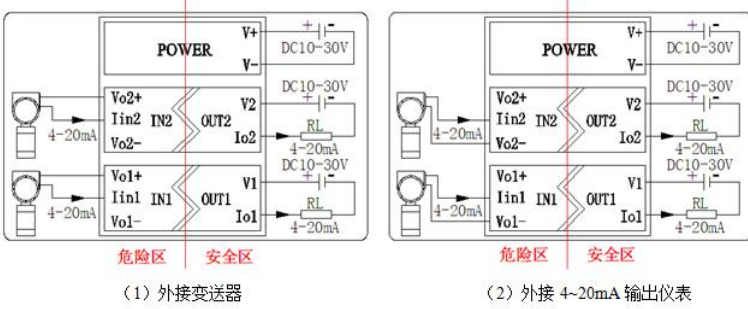 V+
POWER
DC10-30V
V-
Vo2+
Iin2 IN2 OUT2
Vo2-
4-20mA
V2
DC10-30V
RL
Io2
4-20mA
Vo1+
Iin1 IN1 OUT1
Vo1-
4-20mA
V1
DC10-30V
RL
Io1
4-20mA
危险区 安全区
(1)外接变送器
V+
POWER
DC10-30V
V-
Vo2+
Iin2 IN2 OUT2
Vo2-
4-20mA
V2
DC10-30V
RL
Io2
4-20mA
Vo1+
Iin1 IN1 OUT1
Vo1-
4-20mA
V1
DC10-30V
RL
Io1
4-20mA
危险区 安全区
(2)外接 4~20mA 输出仪表